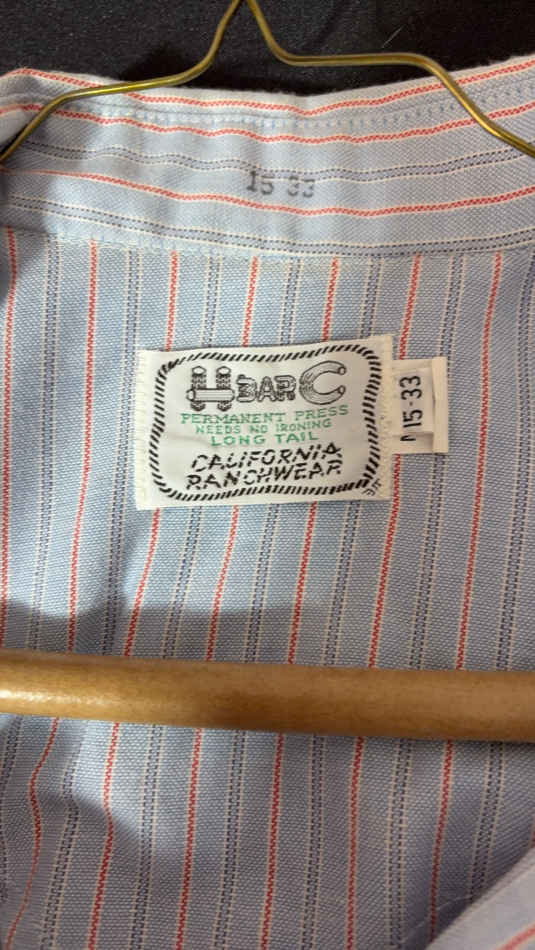 15 33
H BAR C
PERMANENT PRESS
NEEDS NO IRONING
LONG TAIL
CALIFORNIA
RANCHWEAR
15·33